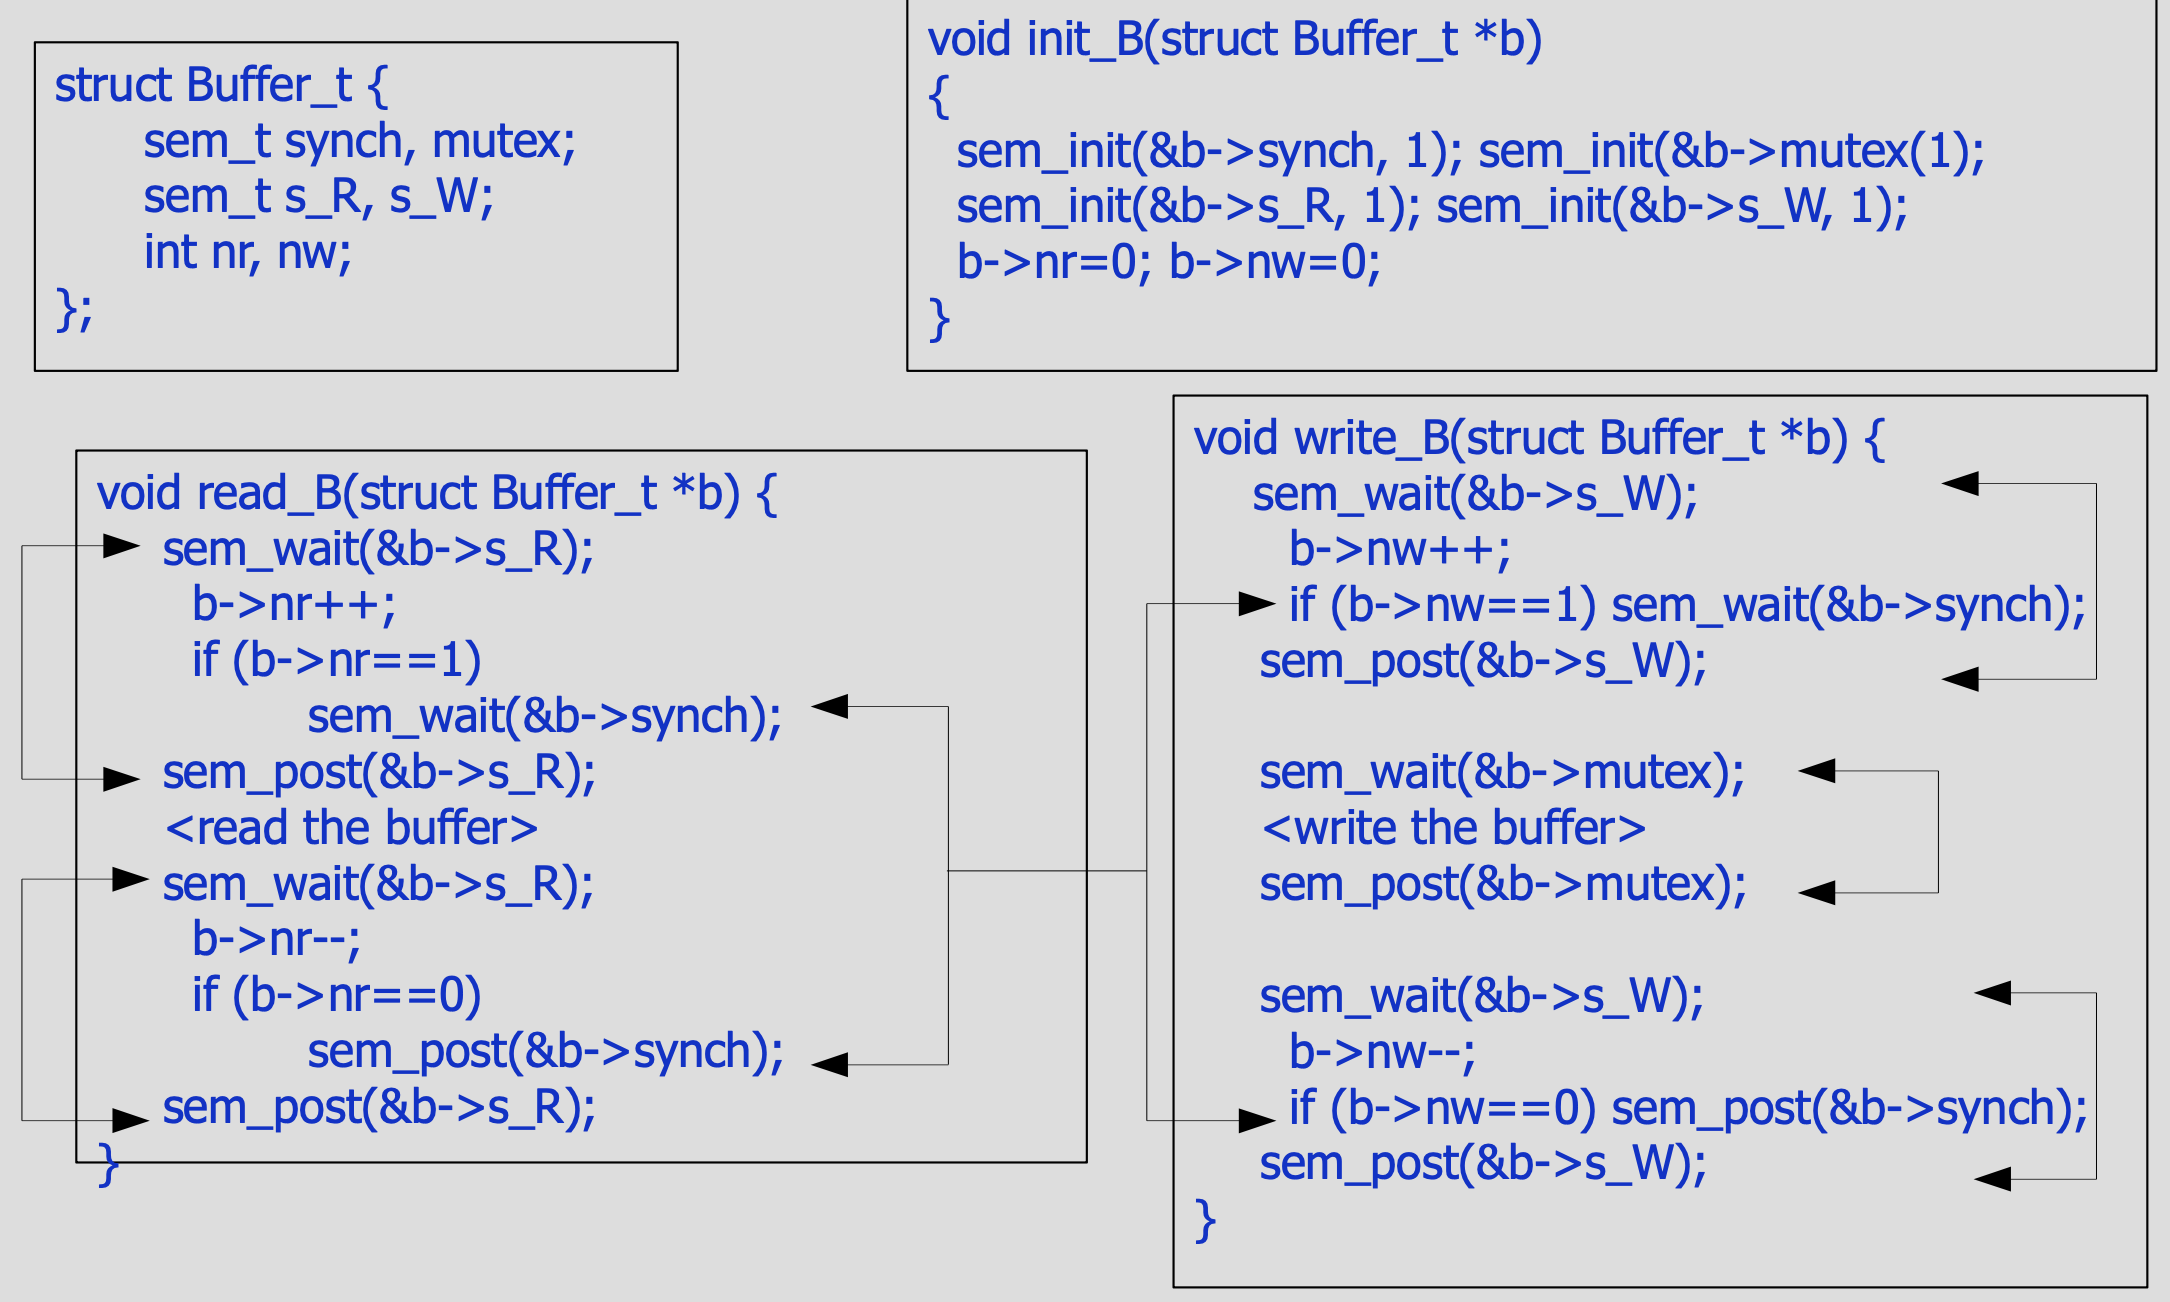 struct Buffer_t {
sem_t synch, mutex;
sem_t s_R, s_W;
int nr, nw;
};
void init_B(struct Buffer_t *b)
{
sem_init(&b->synch, 1); sem_init(&b->mutex(1);
sem_init(&b->s_R, 1); sem_init(&b->s_W, 1);
b->nr=0; b->nw=0;
}
void read_B(struct Buffer_t *b) {
sem_wait(&b->s_R);
b->nr++;
if (b->nr==1)
sem_wait(&b->synch);
sem_post(&b->s_R);
<read the buffer>
sem_wait(&b->s_R);
b->nr--;
if (b->nr==0)
sem_post(&b->synch);
sem_post(&b->s_R);
}
void write_B(struct Buffer_t *b) {
sem_wait(&b->s_W);
b->nw++;
if (b->nw==1) sem_wait(&b->synch);
sem_post(&b->s_W);
sem_wait(&b->mutex);
<write the buffer>
sem_post(&b->mutex);
sem_wait(&b->s_W);
b->nw--;
if (b->nw==0) sem_post(&b->synch);
sem_post(&b->s_W);
}